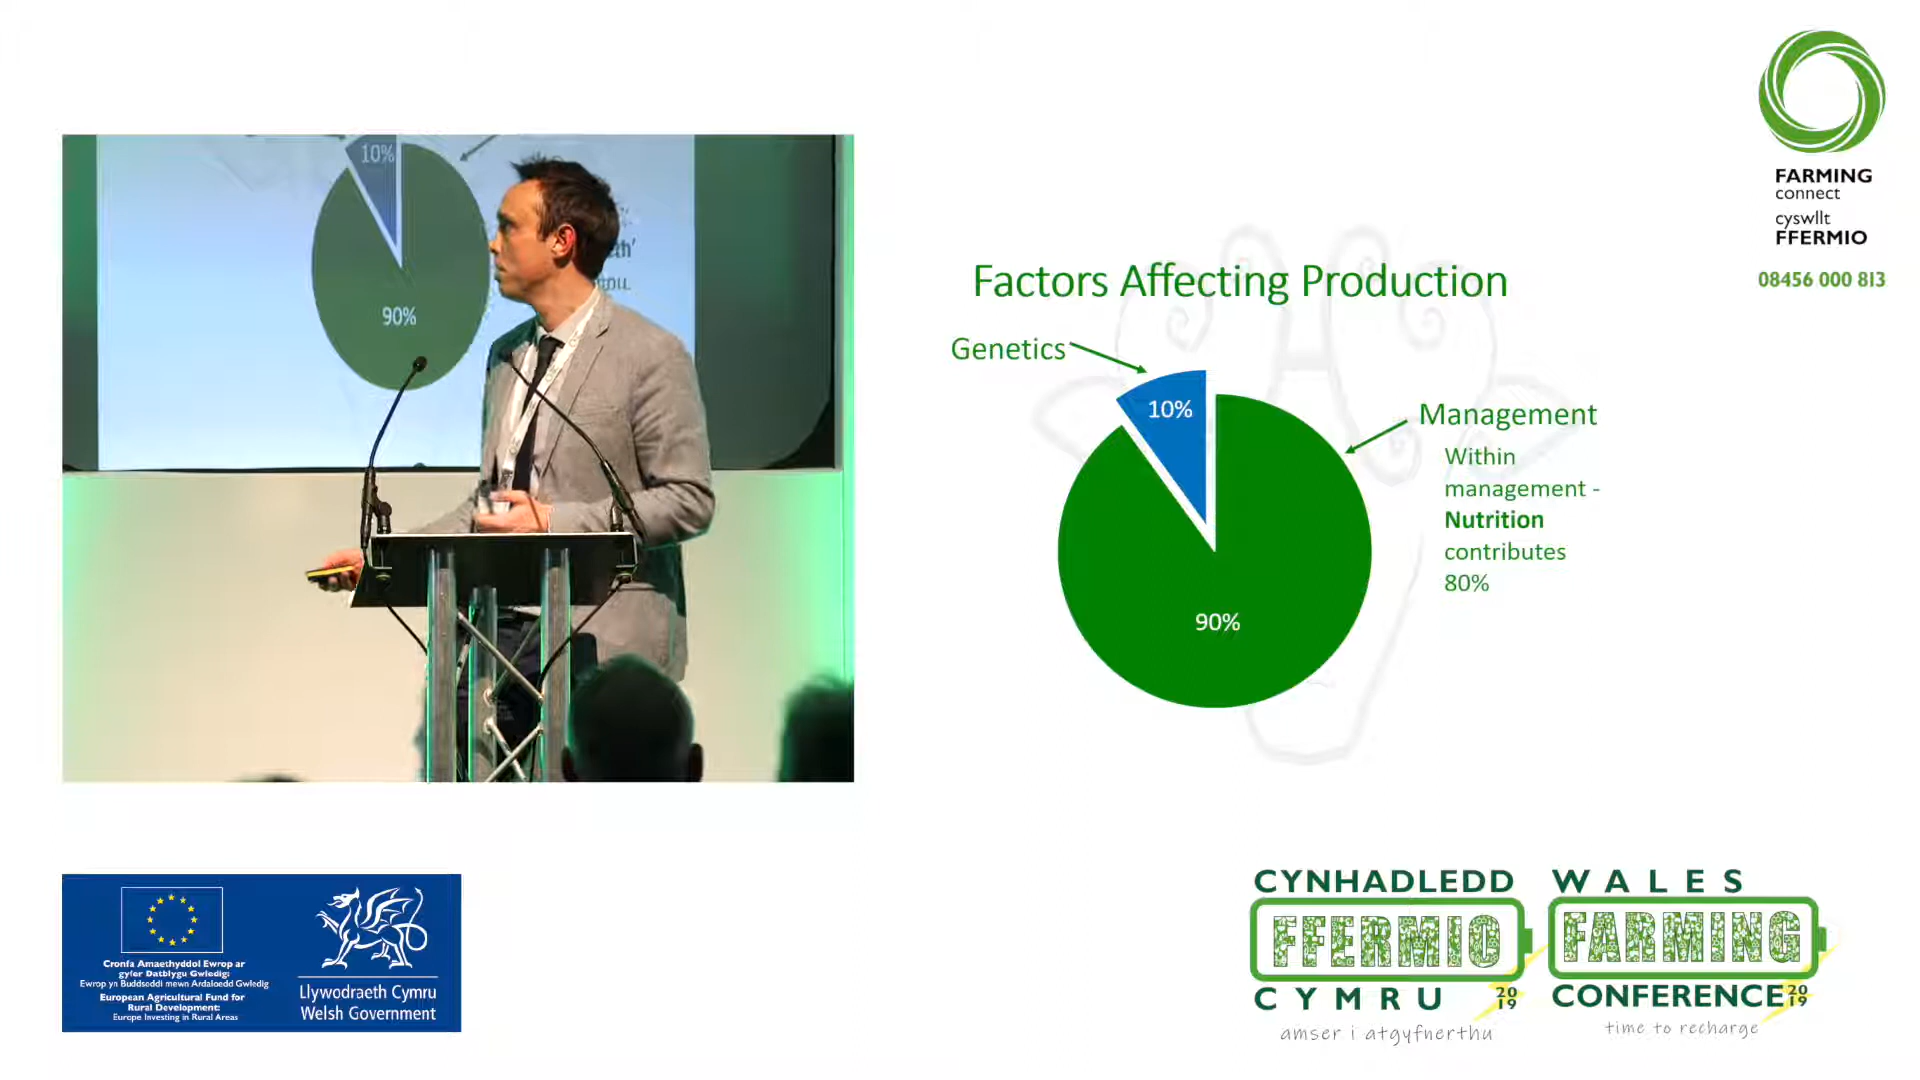 10%
90%
FARMING
connect
cyswllt
FFERMIO
08456 000 813
Factors Affecting Production
Genetics
10%
Management
Within
management -
Nutrition
contributes
80%
90%
Cronfa Amaethyddol Ewrop ar
gyfer Datblygu Gwledig:
Ewrop yn Buddsoddi mewn Ardaloedd Gwledig
European Agricultural Fund for
Rural Development:
Europe Investing in Rural Areas
Llywodraeth Cymru
Welsh Government
CYNHADLEDD
FFERMIO
CYMRU 2019
amser i atgyfnerthu
WALES
FARMING
CONFERENCE 2019
time to recharge